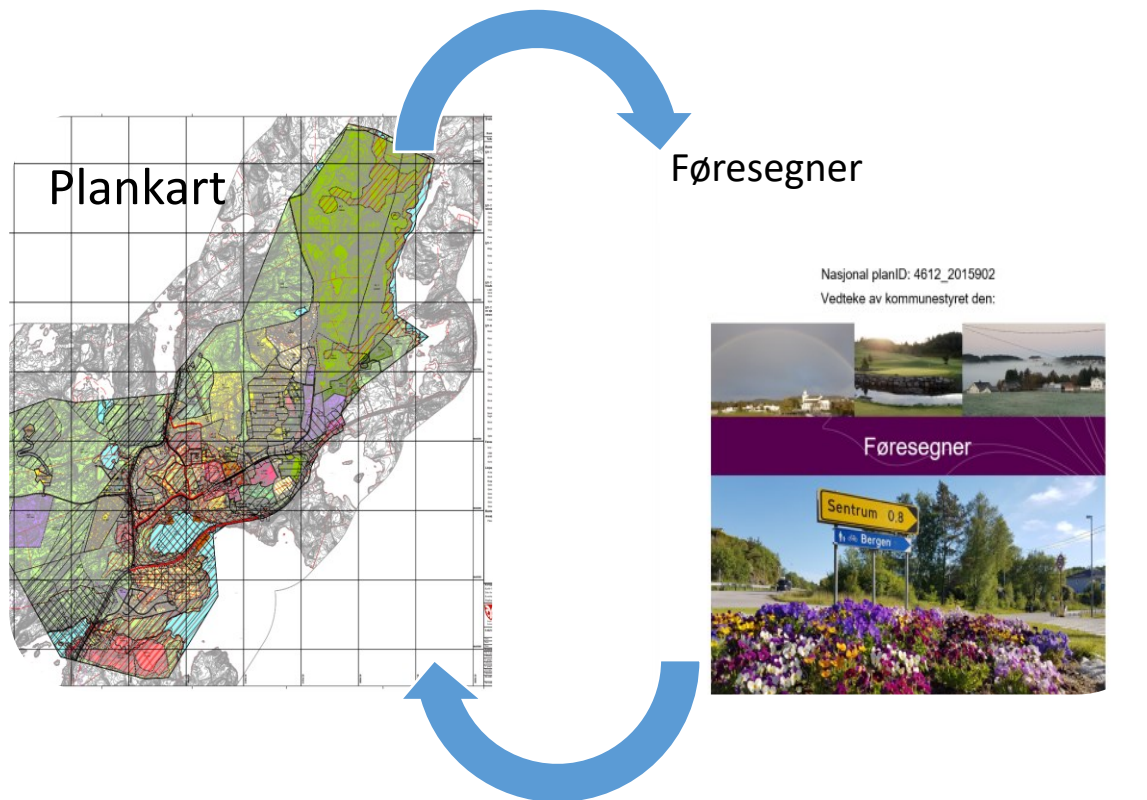 Plankart
Føresegner
Nasjonal planID: 4612_2015902
Vedteke av kommunestyret den:
Føresegner
Sentrum 0,8
Bergen